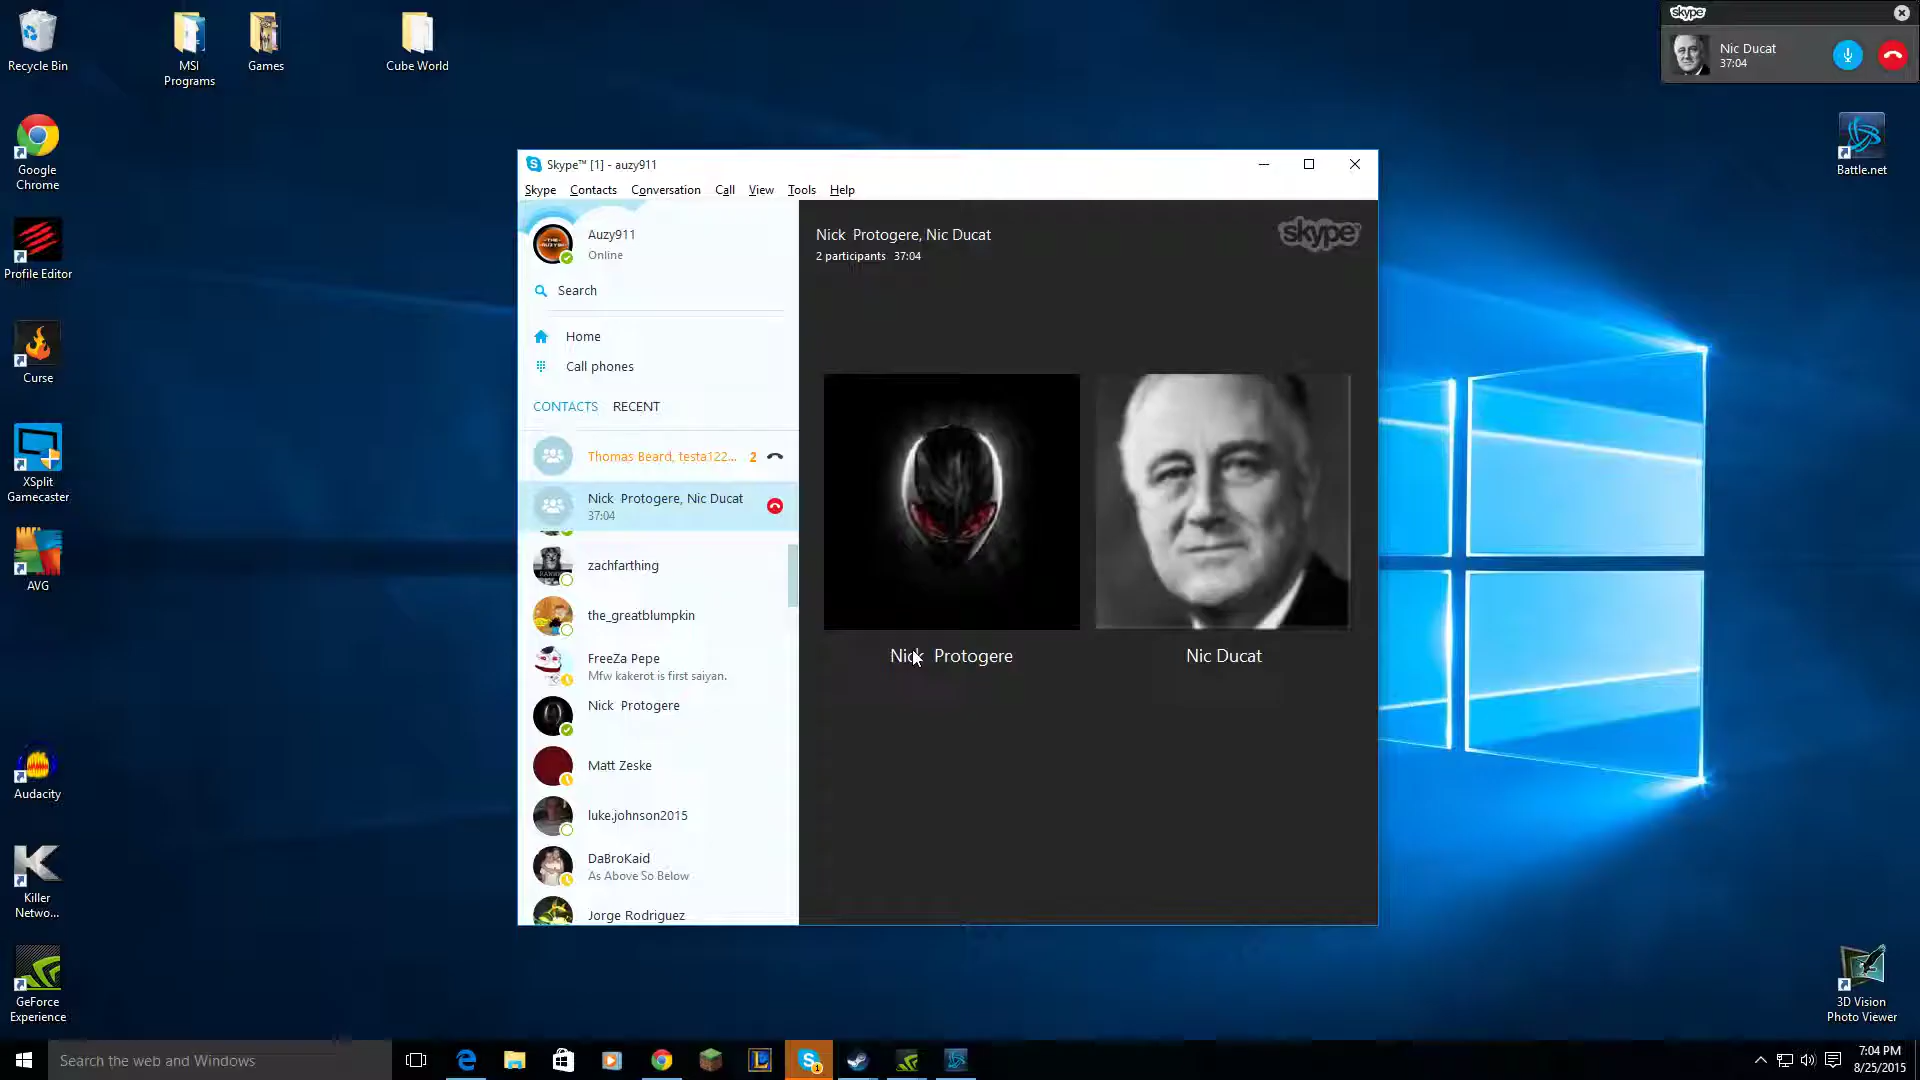 Recycle Bin
MSI
Programs
Games
Cube World
Google
Chrome
Profile Editor
Curse
XSplit
Gamecaster
AVG
Audacity
Killer
Netwo...
GeForce
Experience
skype
Nic Ducat
37:04
Battle.net
3D Vision
Photo Viewer
Skype™ [1] - auzy911
Skype Contacts Conversation Call View Tools Help
Auzy911
Online
Search
Home
Call phones
CONTACTS RECENT
Thomas Beard, testa122... 2
Nick Protogere, Nic Ducat
37:04
zachfarthing
the_greatblumpkin
FreeZa Pepe
Mfw kakerot is first saiyan.
Nick Protogere
Matt Zeske
luke.johnson2015
DaBroKaid
As Above So Below
Jorge Rodriguez
Nick Protogere, Nic Ducat
2 participants 37:04
skype
Nick Protogere
Nic Ducat
Search the web and Windows
7:04 PM
8/25/2015